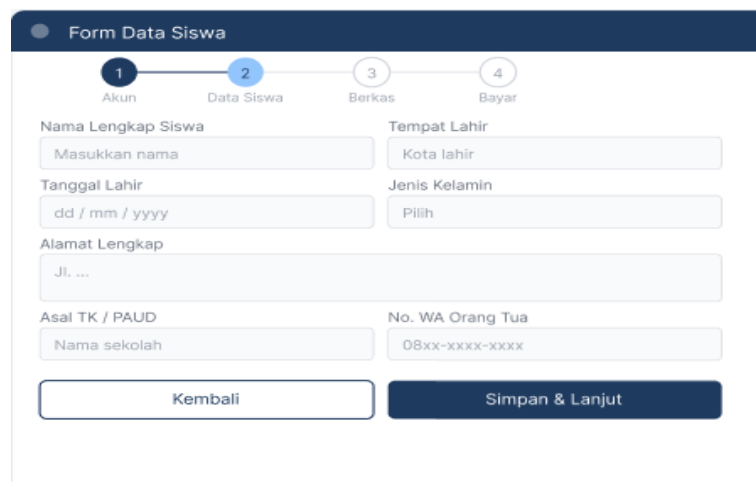 Form Data Siswa
1 2 3 4
Akun Data Siswa Berkas Bayar
Nama Lengkap Siswa Tempat Lahir
Masukkan nama Kota lahir
Tanggal Lahir Jenis Kelamin
dd / mm / yyyy Pilih
Alamat Lengkap
Jl. ...
Asal TK / PAUD No. WA Orang Tua
Nama sekolah 08xx-xxxx-xxxx
Kembali Simpan & Lanjut